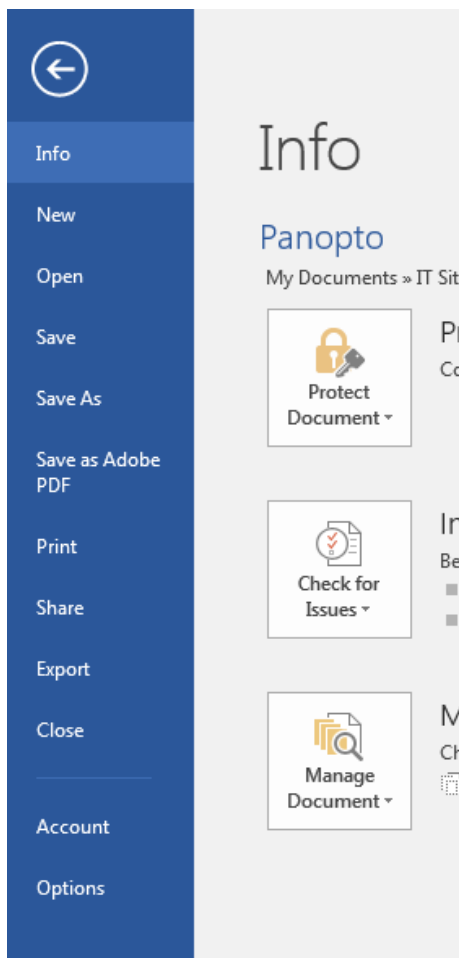 Info
New
Open
Save
Save As
Save as Adobe
PDF
Print
Share
Export
Close
Account
Options
Info
Panopto
My Documents » IT Sit
Protect
Document
Check for
Issues
Manage
Document